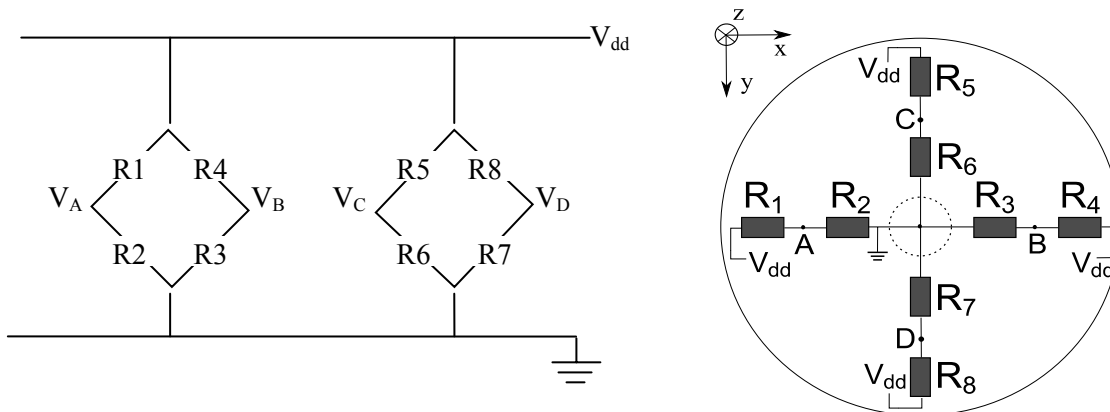 V_dd
R1 R4
V_A V_B
R2 R3
R5 R8
V_C V_D
R6 R7
z
x
y
V_dd
R_5
C
R_6
R_1 R_2 R_3 R_4
A B
V_dd V_dd
R_7
D
V_dd R_8